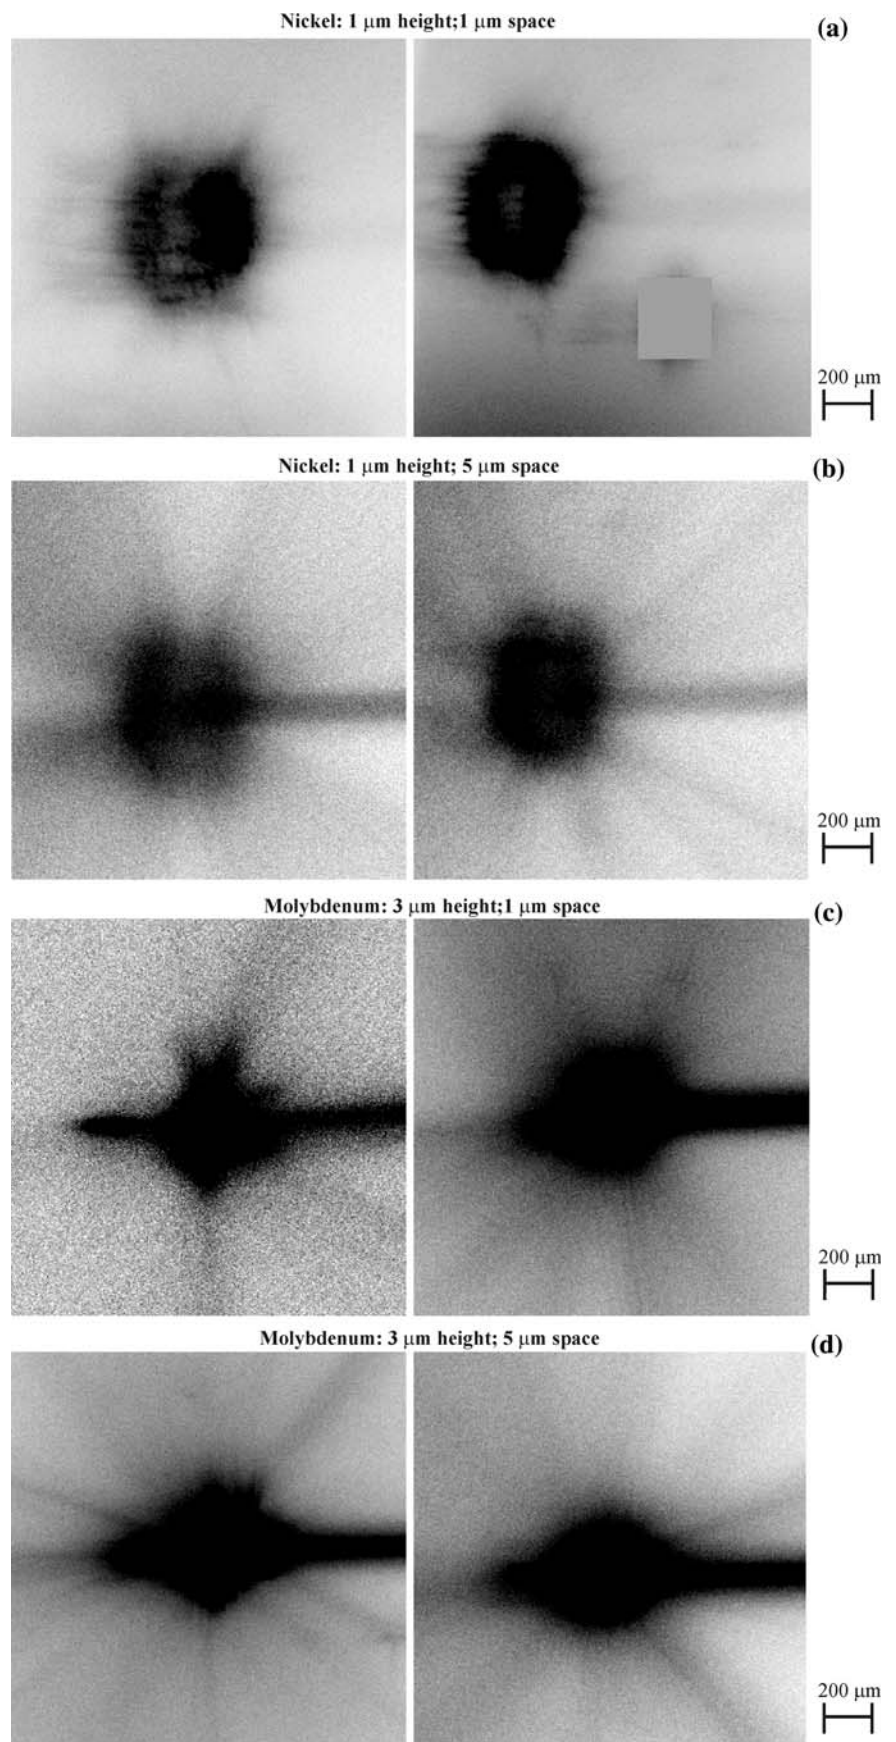 Nickel: 1 μm height;1 μm space
(a)
200 μm
Nickel: 1 μm height; 5 μm space
(b)
200 μm
Molybdenum: 3 μm height;1 μm space
(c)
200 μm
Molybdenum: 3 μm height; 5 μm space
(d)
200 μm